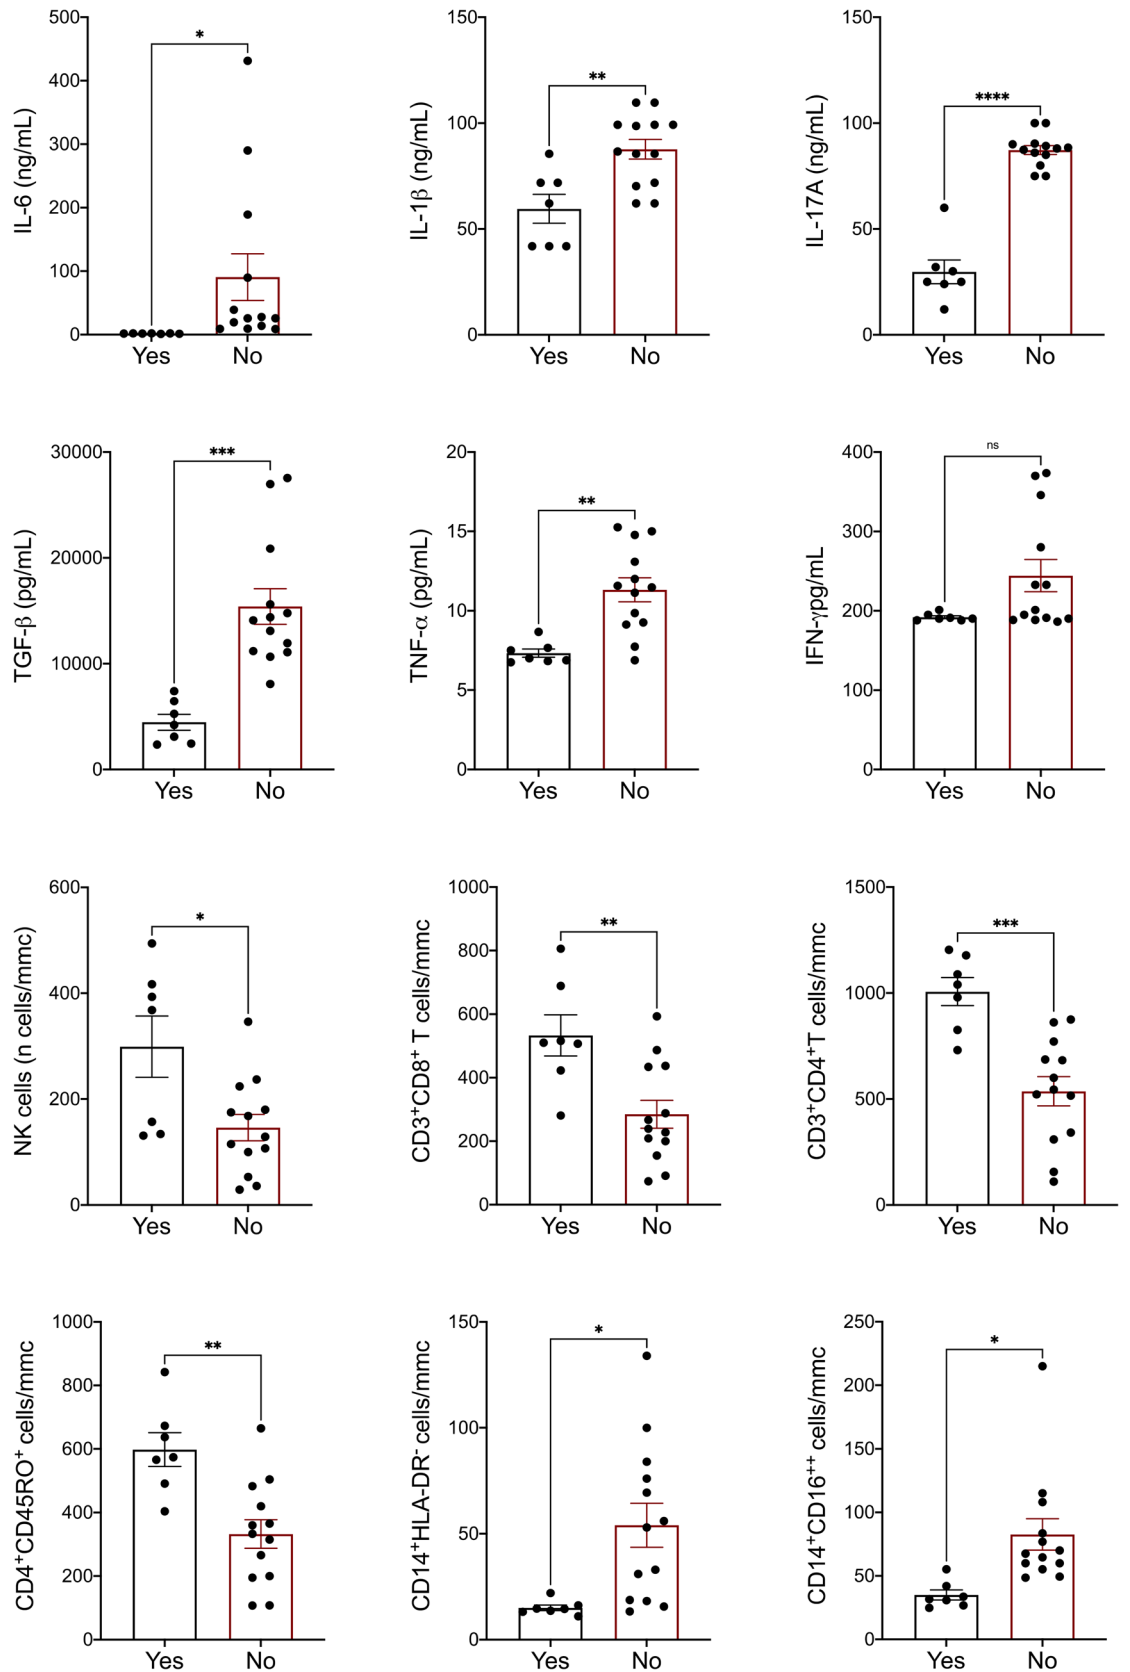 IL-6 (ng/mL)
500
400
300
200
100
0
*
Yes No
IL-1β (ng/mL)
150
100
50
0
**
Yes No
IL-17A (ng/mL)
150
100
50
0
****
Yes No
TGF-β (pg/mL)
30000
20000
10000
0
***
Yes No
TNF-α (pg/mL)
20
15
10
5
0
**
Yes No
IFN-γpg/mL
400
300
200
100
0
ns
Yes No
NK cells (n cells/mmc)
600
400
200
0
*
Yes No
CD3⁺CD8⁺ T cells/mmc
1000
800
600
400
200
0
**
Yes No
CD3⁺CD4⁺T cells/mmc
1500
1000
500
0
***
Yes No
CD4⁺CD45RO⁺ cells/mmc
1000
800
600
400
200
0
**
Yes No
CD14⁺HLA-DR⁻ cells/mmc
150
100
50
0
*
Yes No
CD14⁺CD16⁺⁺ cells/mmc
250
200
150
100
50
0
*
Yes No